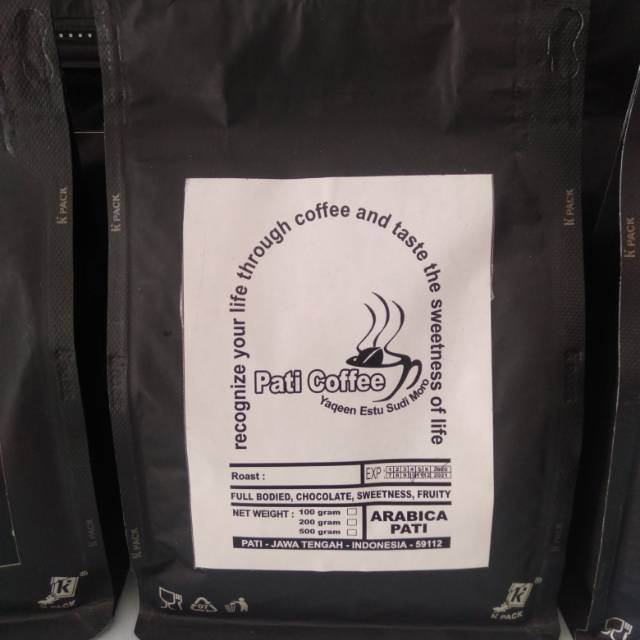 recognize your life through coffee and taste the sweetness of life
Pati Coffee
Yaqeen Estu Sudi Moro
Roast :
EXP
FULL BODIED, CHOCOLATE, SWEETNESS, FRUITY
NET WEIGHT : 100 gram
200 gram
500 gram
ARABICA
PATI
PATI - JAWA TENGAH - INDONESIA - 59112
K PACK
K PACK
K PACK
K PACK
K PACK